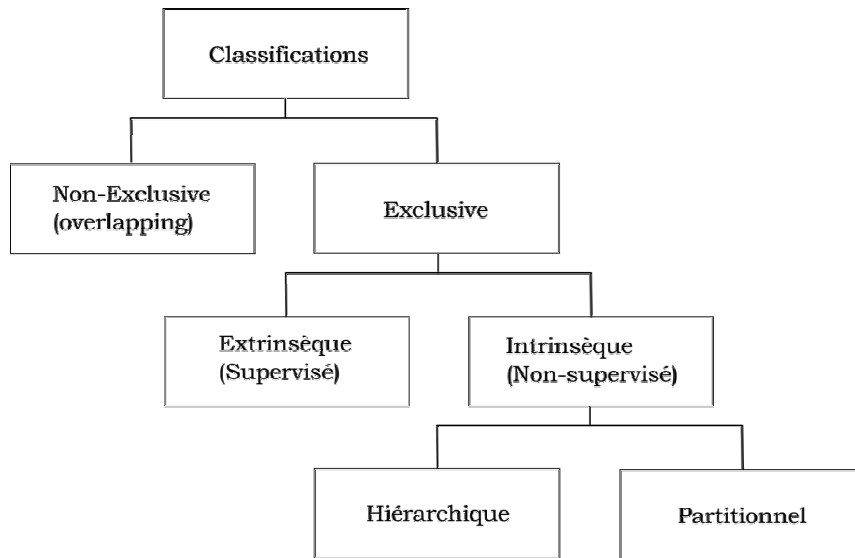 Classifications
Non-Exclusive
(overlapping)
Exclusive
Extrinsèque
(Supervisé)
Intrinsèque
(Non-supervisé)
Hiérarchique
Partitionnel